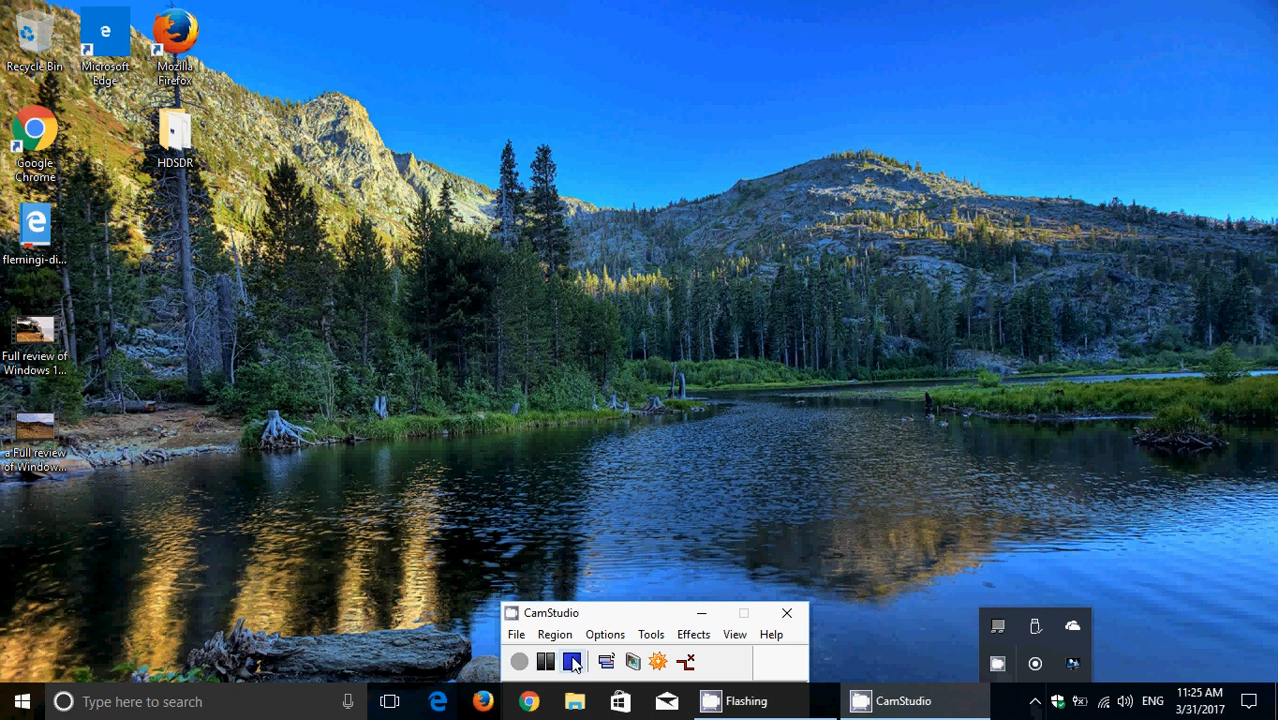 Recycle Bin
Microsoft
Edge
Mozilla
Firefox
Google
Chrome
HDSDR
flemingi-di...
Full review of
Windows 1...
a Full review
of Window...
CamStudio
File Region Options Tools Effects View Help
Type here to search
Flashing
CamStudio
ENG
11:25 AM
3/31/2017